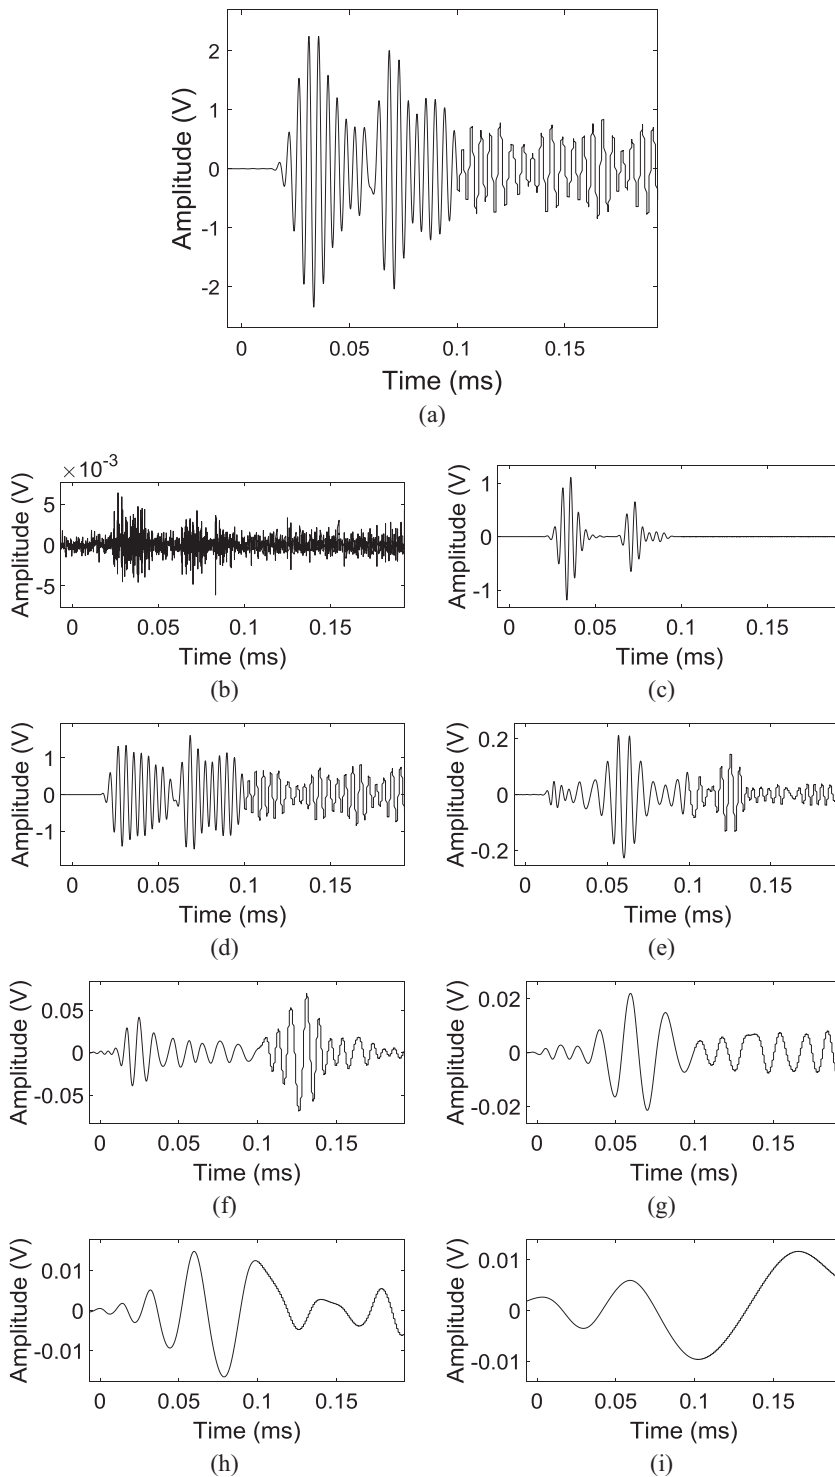 2
1
0
-1
-2
Amplitude (V)
0 0.05 0.1 0.15
Time (ms)
(a)
×10-3
5
0
-5
Amplitude (V)
0 0.05 0.1 0.15
Time (ms)
(b)
1
0
-1
Amplitude (V)
0 0.05 0.1 0.15
Time (ms)
(c)
1
0
-1
Amplitude (V)
0 0.05 0.1 0.15
Time (ms)
(d)
0.2
0
-0.2
Amplitude (V)
0 0.05 0.1 0.15
Time (ms)
(e)
0.05
0
-0.05
Amplitude (V)
0 0.05 0.1 0.15
Time (ms)
(f)
0.02
0
-0.02
Amplitude (V)
0 0.05 0.1 0.15
Time (ms)
(g)
0.01
0
-0.01
Amplitude (V)
0 0.05 0.1 0.15
Time (ms)
(h)
0.01
0
-0.01
Amplitude (V)
0 0.05 0.1 0.15
Time (ms)
(i)